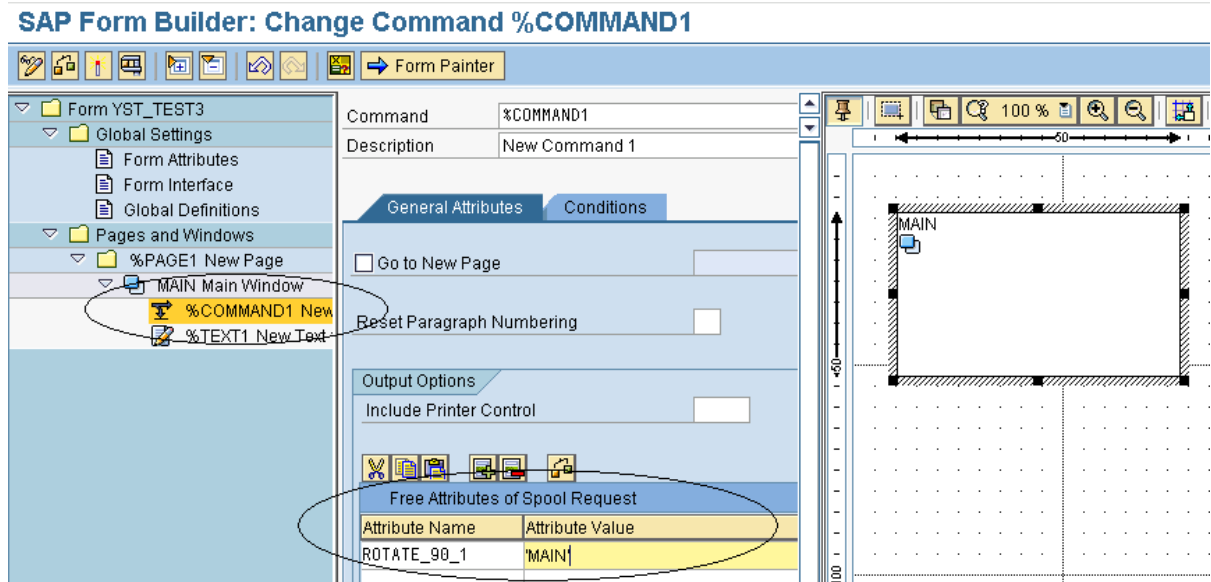 SAP Form Builder: Change Command %COMMAND1
Form Painter
Form YST_TEST3
Global Settings
Form Attributes
Form Interface
Global Definitions
Pages and Windows
%PAGE1 New Page
MAIN Main Window
%COMMAND1 New
%TEXT1 New Text
Command %COMMAND1
Description New Command 1
General Attributes Conditions
Go to New Page
Reset Paragraph Numbering
Output Options
Include Printer Control
Free Attributes of Spool Request
Attribute Name Attribute Value
ROTATE_90_1 'MAIN'
100 %
50
MAIN
50
100